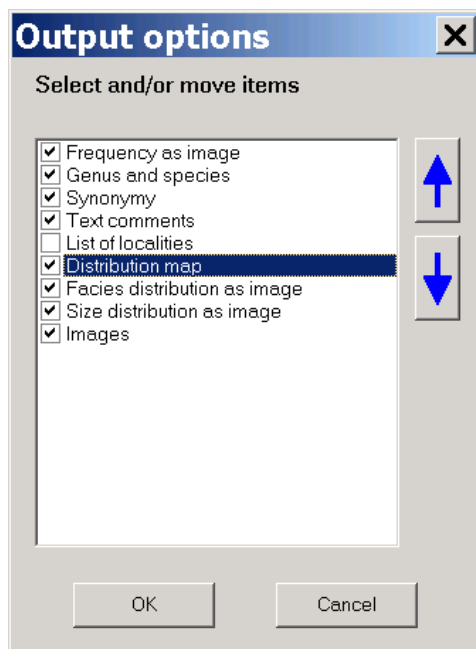 Output options
Select and/or move items
Frequency as image
Genus and species
Synonymy
Text comments
List of localities
Distribution map
Facies distribution as image
Size distribution as image
Images
OK
Cancel